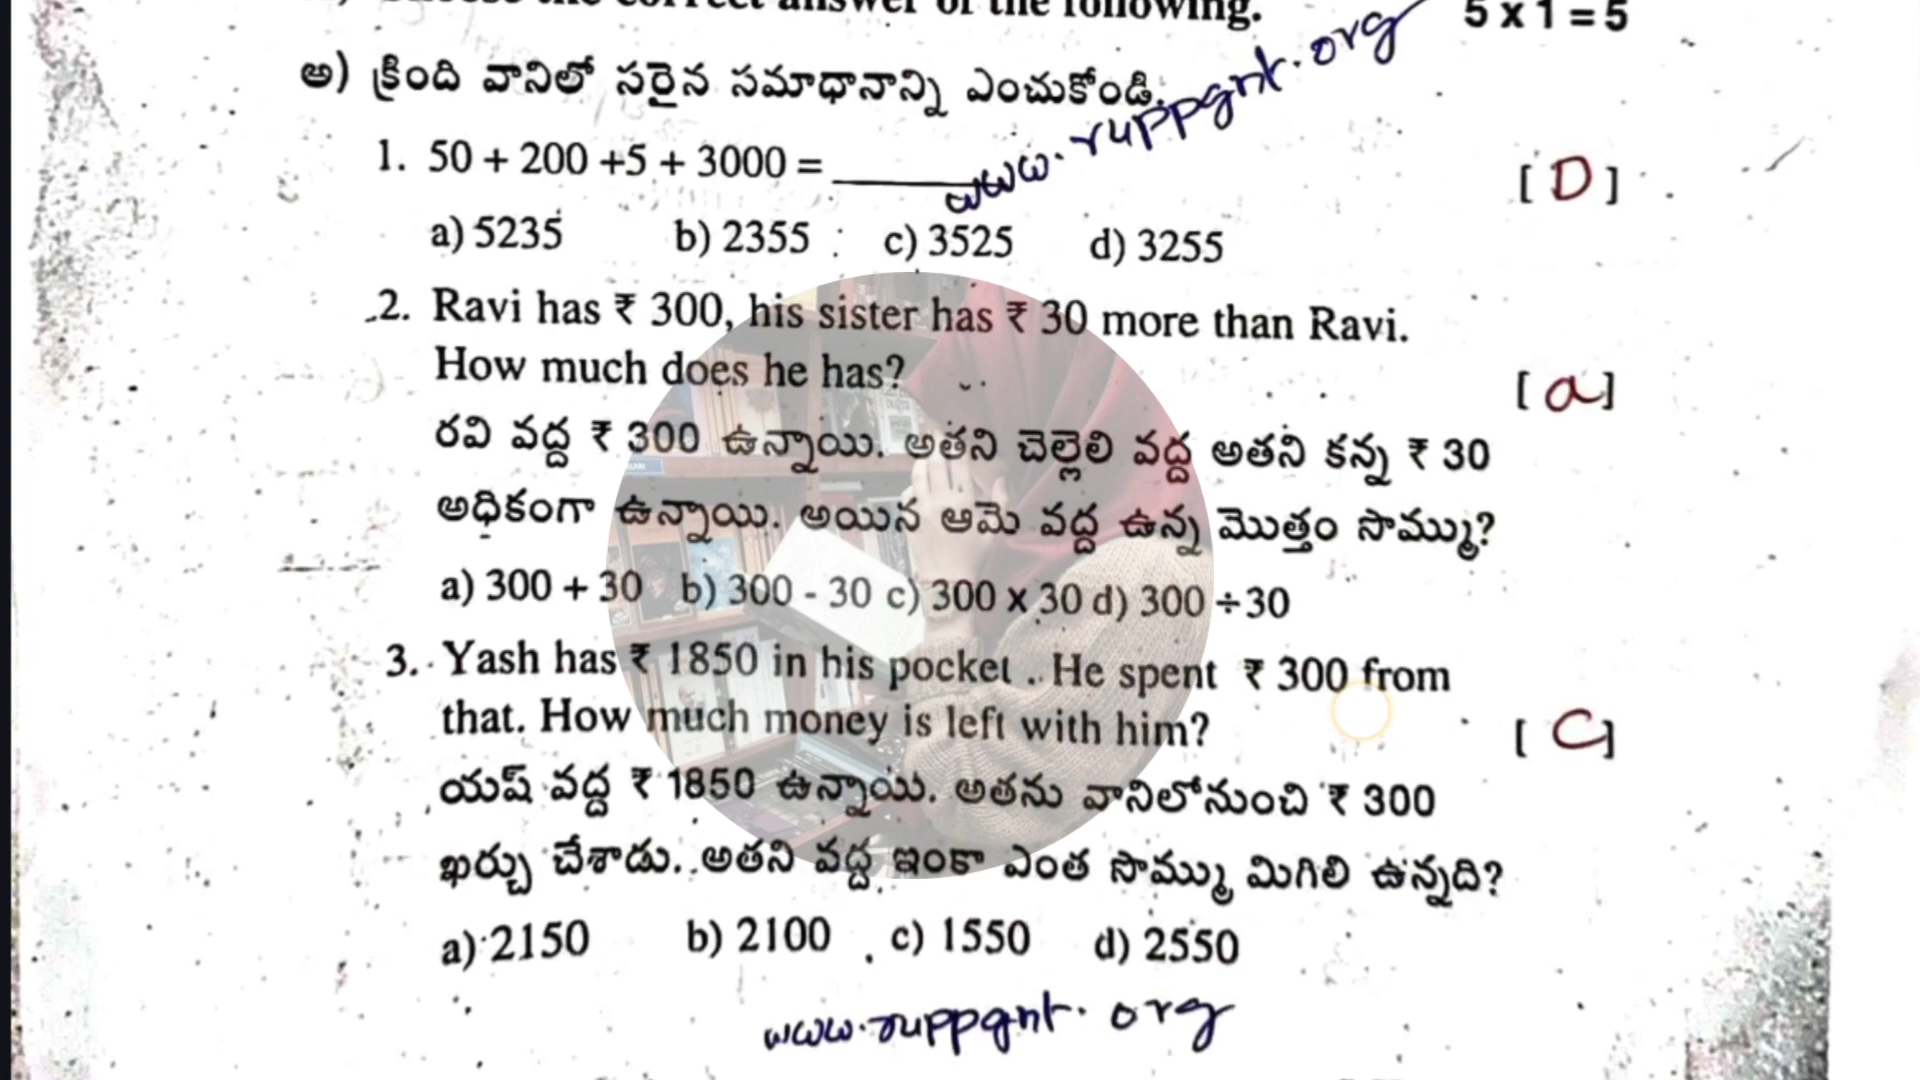 Choose the correct answer of the following. 5 x 1 = 5
అ) క్రింది వానిలో సరైన సమాధానాన్ని ఎంచుకోండి.
www.ruppgnt.org
1. 50 + 200 +5 + 3000 = ______ [ D ]
a) 5235 b) 2355 c) 3525 d) 3255
2. Ravi has ₹ 300, his sister has ₹ 30 more than Ravi.
How much does he has? [ a ]
రవి వద్ద ₹ 300 ఉన్నాయి. అతని చెల్లెలి వద్ద అతని కన్న ₹ 30
అధికంగా ఉన్నాయి. అయిన ఆమె వద్ద ఉన్న మొత్తం సొమ్ము?
a) 300 + 30 b) 300 - 30 c) 300 x 30 d) 300 ÷30
3. Yash has ₹ 1850 in his pocket . He spent ₹ 300 from
that. How much money is left with him? [ C ]
యష్ వద్ద ₹ 1850 ఉన్నాయి. అతను వానిలోనుంచి ₹ 300
ఖర్చు చేశాడు. అతని వద్ద ఇంకా ఎంత సొమ్ము మిగిలి ఉన్నది?
a) 2150 b) 2100 c) 1550 d) 2550
www.ruppgnt.org